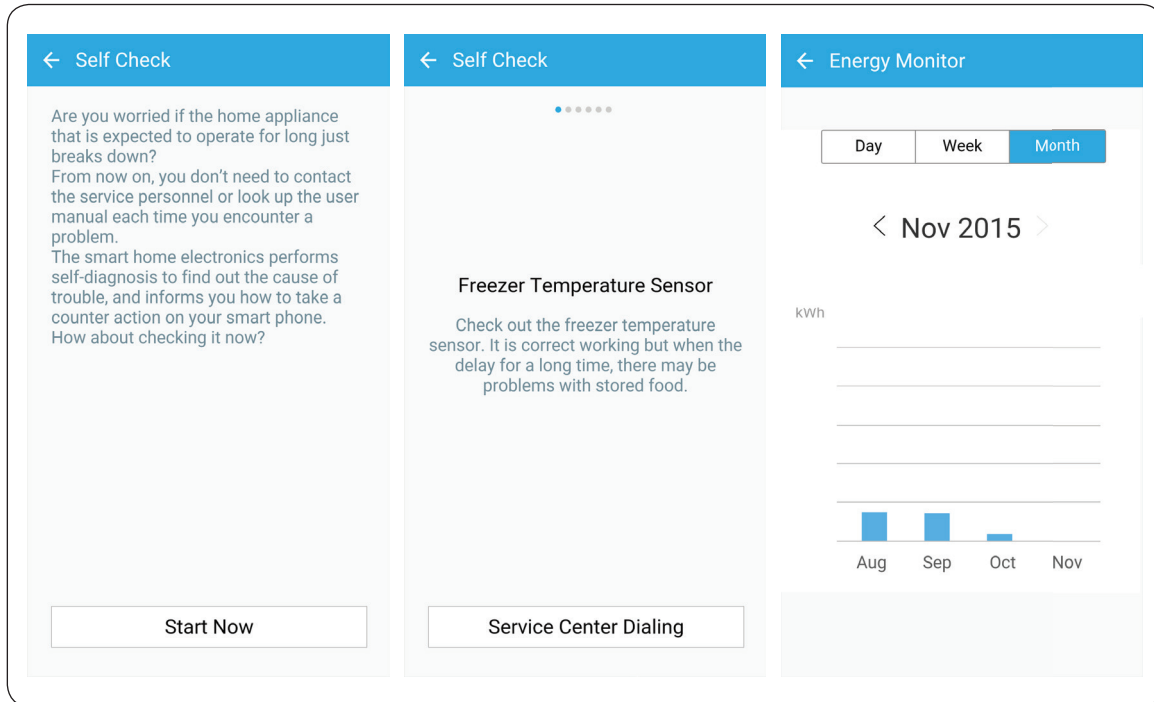 Self Check
Are you worried if the home appliance
that is expected to operate for long just
breaks down?
From now on, you don’t need to contact
the service personnel or look up the user
manual each time you encounter a
problem.
The smart home electronics performs
self-diagnosis to find out the cause of
trouble, and informs you how to take a
counter action on your smart phone.
How about checking it now?
Start Now
Self Check
Freezer Temperature Sensor
Check out the freezer temperature
sensor. It is correct working but when the
delay for a long time, there may be
problems with stored food.
Service Center Dialing
Energy Monitor
Day Week Month
Nov 2015
kWh
Aug Sep Oct Nov